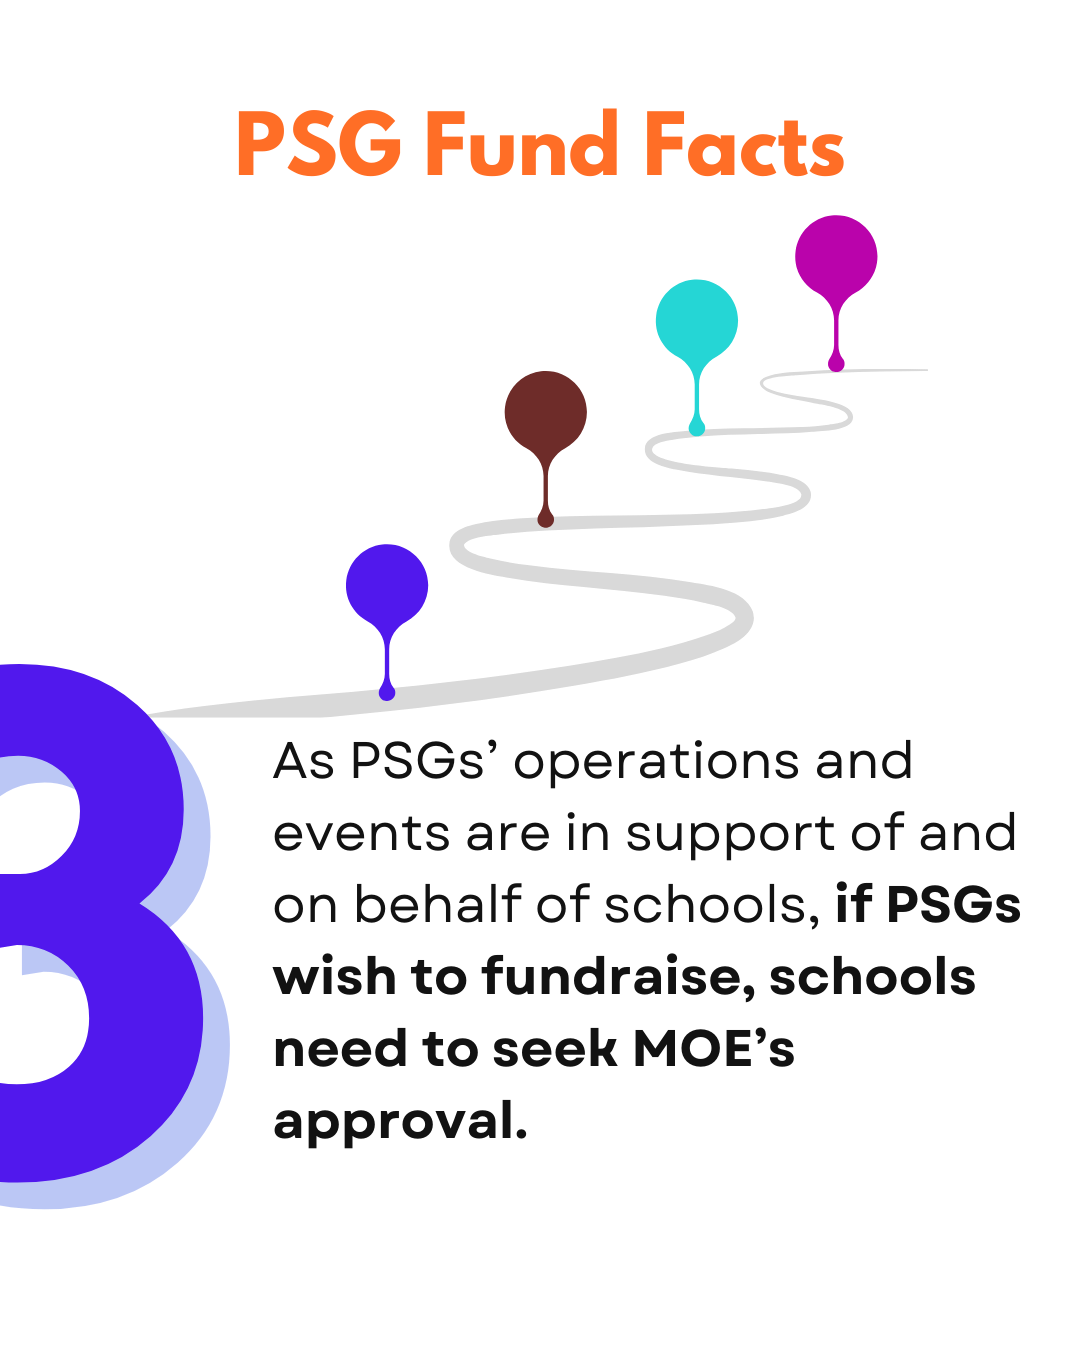 PSG Fund Facts
3
As PSGs’ operations and
events are in support of and
on behalf of schools, if PSGs
wish to fundraise, schools
need to seek MOE’s
approval.